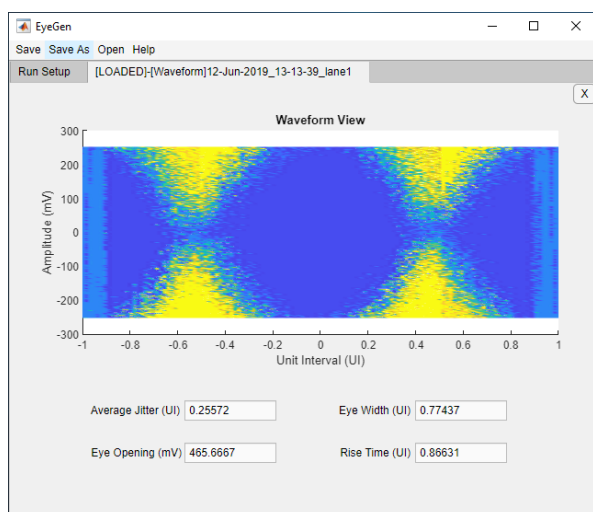 EyeGen
Save Save As Open Help
Run Setup [LOADED]-[Waveform]12-Jun-2019_13-13-39_lane1
X
Waveform View
300
200
100
0
-100
-200
-300
Amplitude (mV)
-1 -0.8 -0.6 -0.4 -0.2 0 0.2 0.4 0.6 0.8 1
Unit Interval (UI)
Average Jitter (UI) 0.25572 Eye Width (UI) 0.77437
Eye Opening (mV) 465.6667 Rise Time (UI) 0.86631